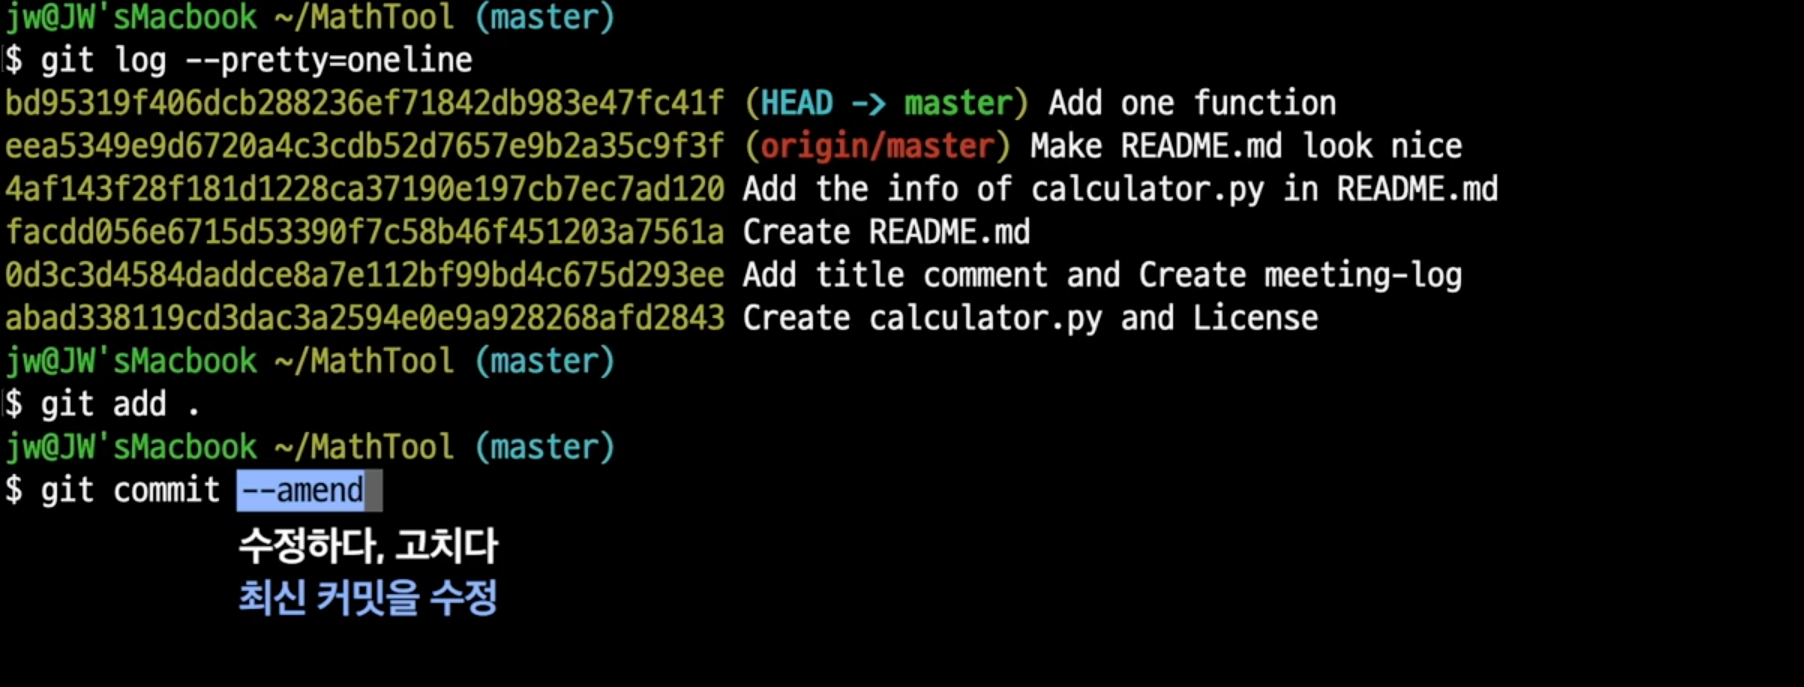 jw@JW'sMacbook ~/MathTool (master)
$ git log --pretty=oneline
bd95319f406dcb288236ef71842db983e47fc41f (HEAD -> master) Add one function
eea5349e9d6720a4c3cdb52d7657e9b2a35c9f3f (origin/master) Make README.md look nice
4af143f28f181d1228ca37190e197cb7ec7ad120 Add the info of calculator.py in README.md
facdd056e6715d53390f7c58b46f451203a7561a Create README.md
0d3c3d4584daddce8a7e112bf99bd4c675d293ee Add title comment and Create meeting-log
abad338119cd3dac3a2594e0e9a928268afd2843 Create calculator.py and License
jw@JW'sMacbook ~/MathTool (master)
$ git add .
jw@JW'sMacbook ~/MathTool (master)
$ git commit --amend
수정하다, 고치다
최신 커밋을 수정